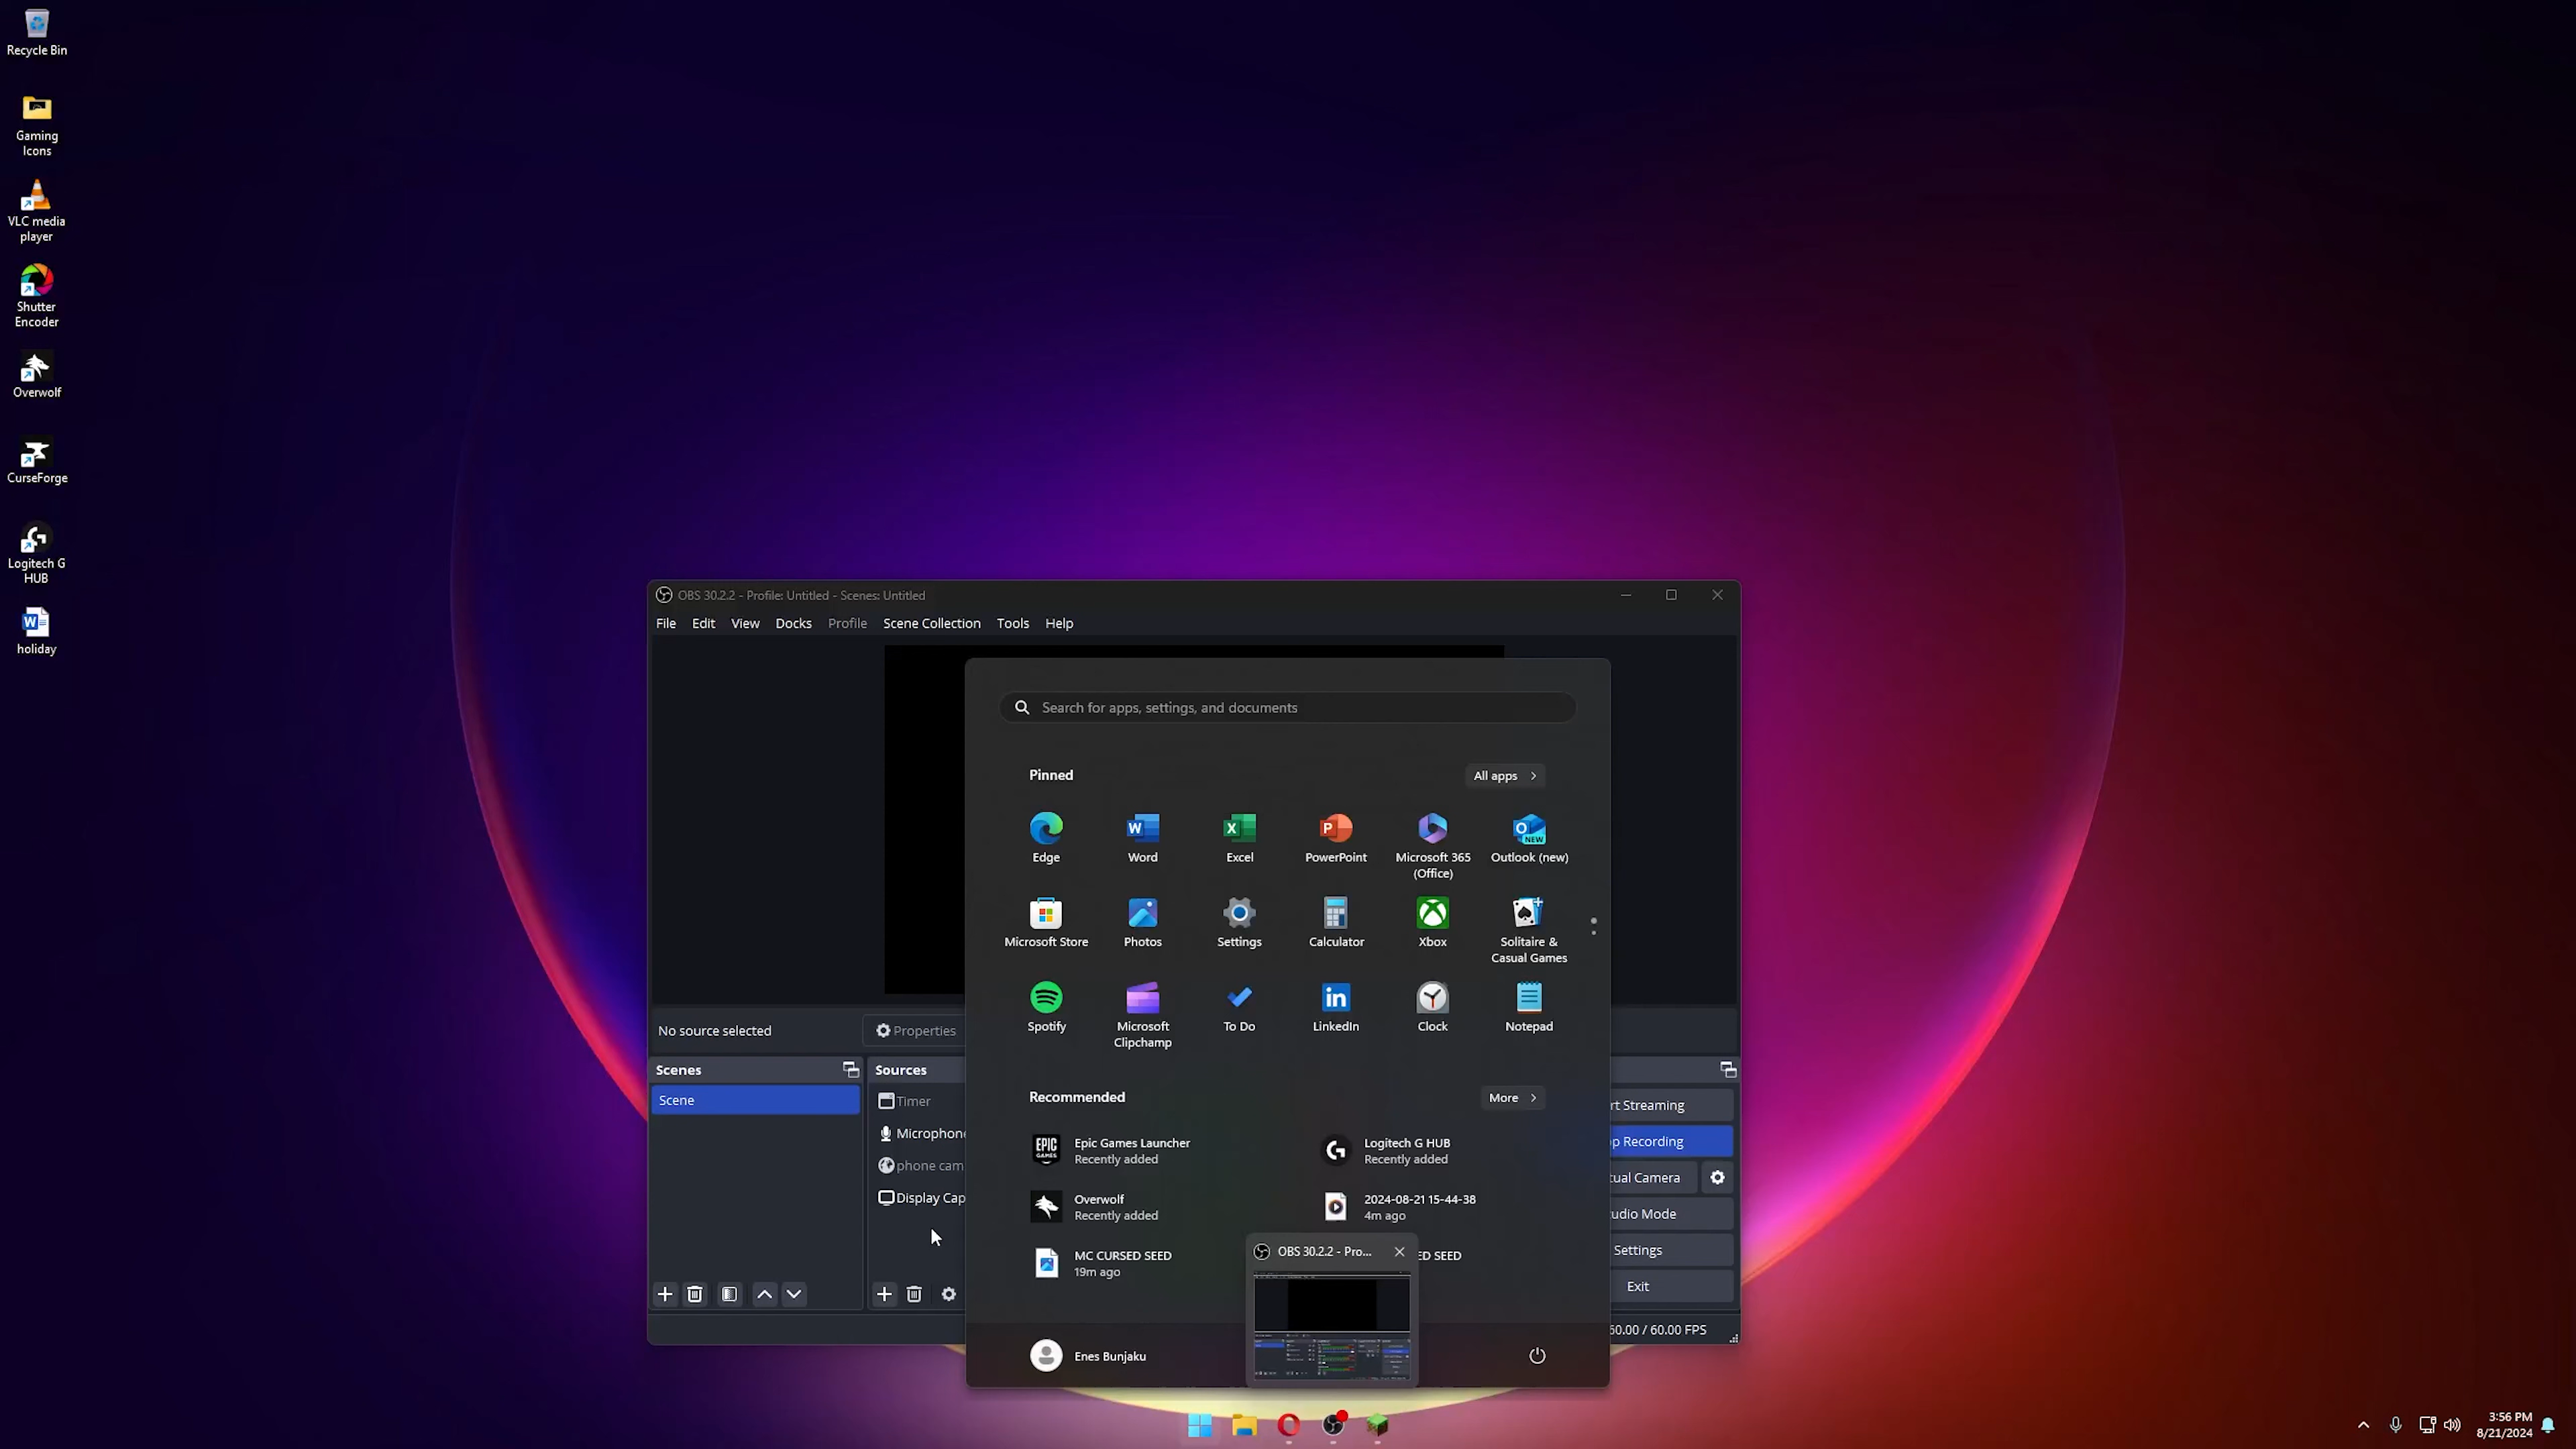 Recycle Bin
Gaming
Icons
VLC media
player
Shutter
Encoder
Overwolf
CurseForge
Logitech G
HUB
holiday
OBS 30.2.2 - Profile: Untitled - Scenes: Untitled
File Edit View Docks Profile Scene Collection Tools Help
Search for apps, settings, and documents
Pinned
All apps
Edge Word Excel PowerPoint Microsoft 365 Outlook (new)
(Office)
NEW
Microsoft Store Photos Settings Calculator Xbox Solitaire &
Casual Games
Spotify Microsoft To Do LinkedIn Clock Notepad
Clipchamp
No source selected
Properties
Scenes
Scene
Sources
Timer
Microphone
phone cam
Display Cap
Recommended
More
EPIC
GAMES
Epic Games Launcher
Recently added
Logitech G HUB
Recently added
Overwolf
Recently added
2024-08-21 15-44-38
4m ago
MC CURSED SEED
19m ago
ED SEED
OBS 30.2.2 - Pro...
Enes Bunjaku
rt Streaming
p Recording
tual Camera
udio Mode
Settings
Exit
60.00 / 60.00 FPS
3:56 PM
8/21/2024